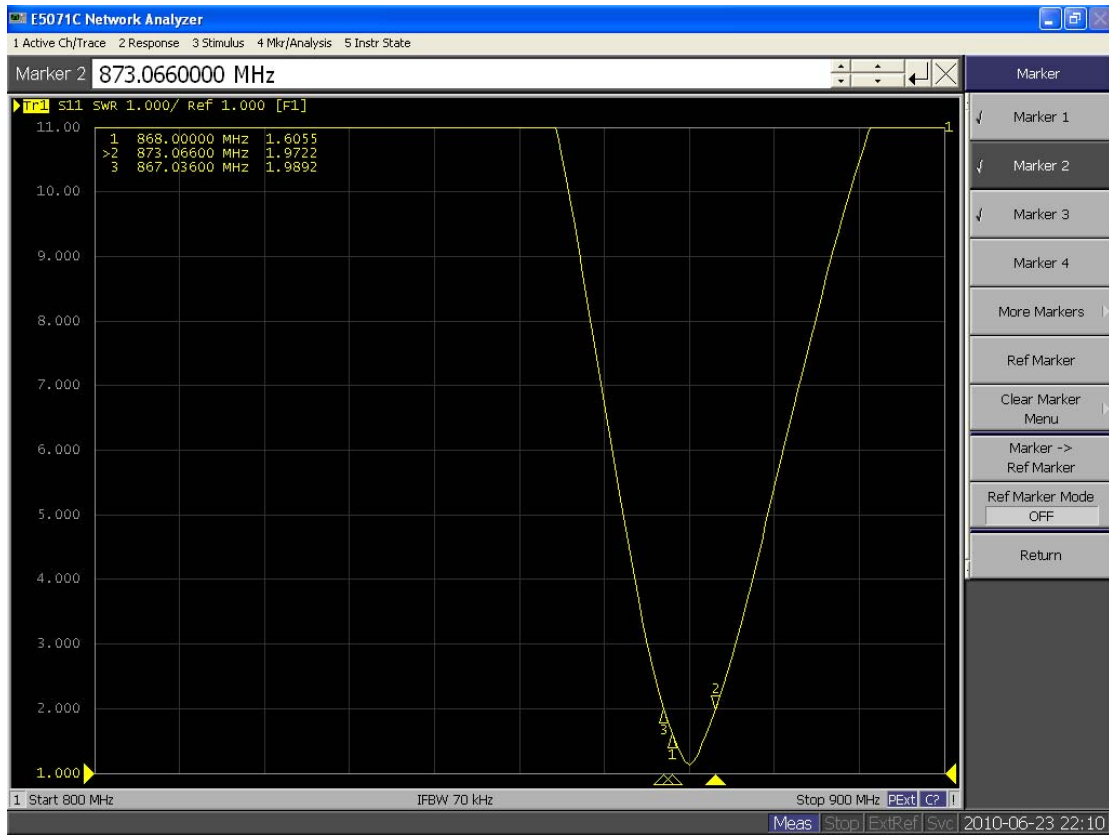 E5071C Network Analyzer
1 Active Ch/Trace 2 Response 3 Stimulus 4 Mkr/Analysis 5 Instr State
Marker 2 873.0660000 MHz
Marker
Tr1 S11 SWR 1.000/ Ref 1.000 [F1]
11.00
1
1 868.00000 MHz 1.6055
>2 873.06600 MHz 1.9722
3 867.03600 MHz 1.9892
10.00
9.000
8.000
7.000
6.000
5.000
4.000
3.000
2.000
1.000
2
3
1
Marker 1
Marker 2
Marker 3
Marker 4
More Markers
Ref Marker
Clear Marker
Menu
Marker ->
Ref Marker
Ref Marker Mode
OFF
Return
1 Start 800 MHz IFBW 70 kHz Stop 900 MHz PExt C? !
Meas Stop ExtRef Svc 2010-06-23 22:10